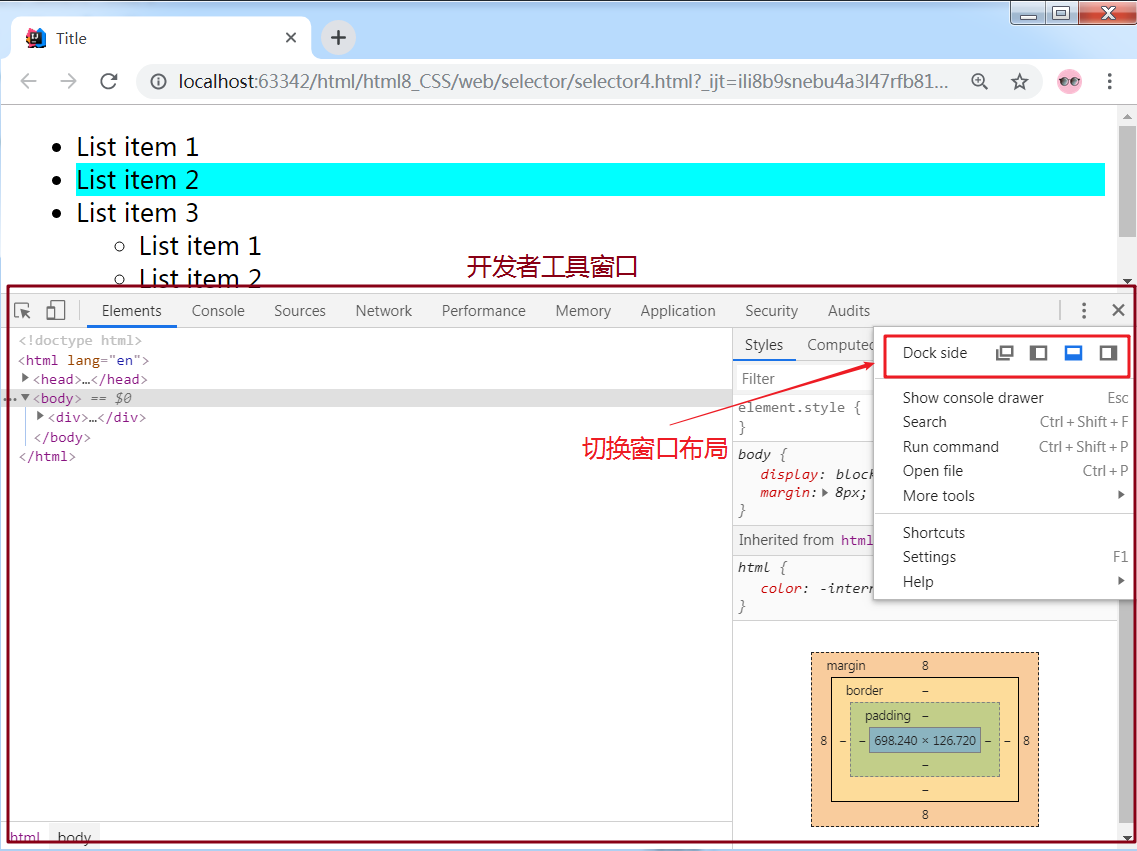 Title
localhost:63342/html/html8_CSS/web/selector/selector4.html?_ijt=ili8b9snebu4a3l47rfb81...
List item 1
List item 2
List item 3
List item 1
List item 2
开发者工具窗口
Elements Console Sources Network Performance Memory Application Security Audits
<!doctype html>
<html lang="en">
<head>…</head>
<body> == $0
<div>…</div>
</body>
</html>
html body
切换窗口布局
Styles Computed
Filter
element.style {
}
body {
display: block
margin: 8px;
}
Inherited from html
html {
color: -intern
}
Dock side
Show console drawer Esc
Search Ctrl + Shift + F
Run command Ctrl + Shift + P
Open file Ctrl + P
More tools
Shortcuts
Settings F1
Help
margin 8
border –
padding –
8 – – 698.240 × 126.720 – – 8
–
–
8